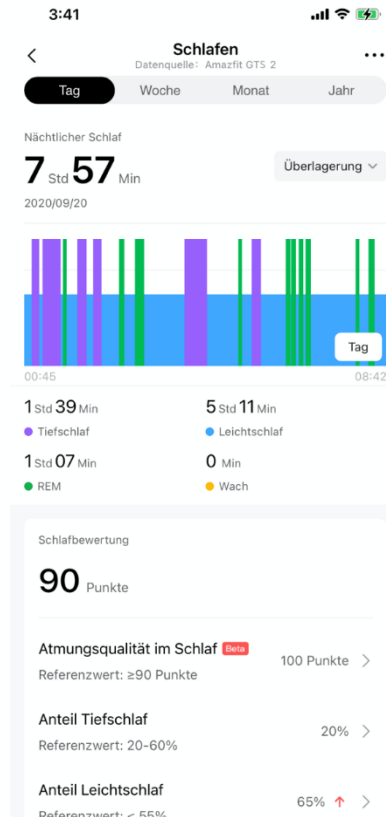 3:41
Schlafen
Datenquelle: Amazfit GTS 2
Tag Woche Monat Jahr
Nächtlicher Schlaf
7 Std 57 Min
Überlagerung
2020/09/20
Tag
00:45 08:42
1 Std 39 Min 5 Std 11 Min
Tiefschlaf Leichtschlaf
1 Std 07 Min 0 Min
REM Wach
Schlafbewertung
90 Punkte
Atmungsqualität im Schlaf Beta
100 Punkte
Referenzwert: ≥90 Punkte
Anteil Tiefschlaf
20%
Referenzwert: 20-60%
Anteil Leichtschlaf
65% ↑
Referenzwert: < 55%